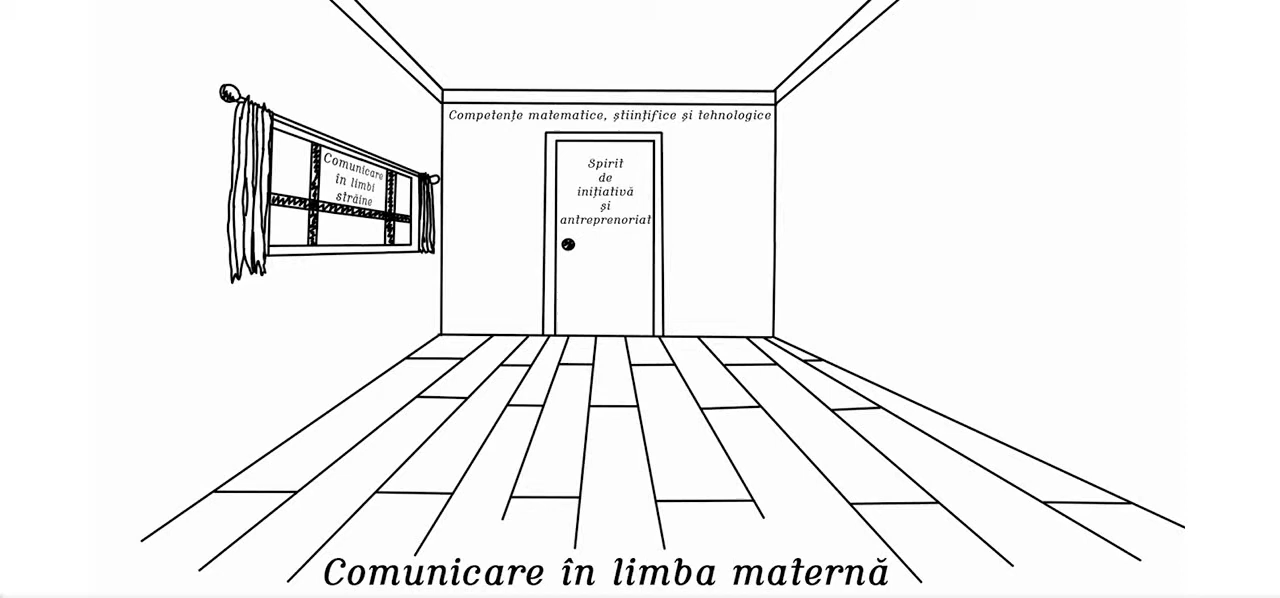 Competențe matematice, științifice și tehnologice
Comunicare
în limbi
străine
Spirit
de
inițiativă
și
antreprenoriat
Comunicare în limba maternă